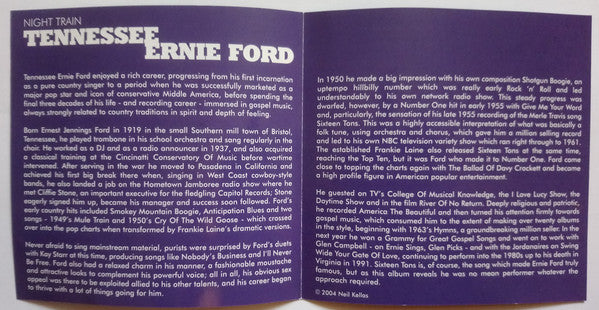 NIGHT TRAIN
TENNESSEE
ERNIE FORD
Tennessee Ernie Ford enjoyed a rich career, progressing from his first incarnation
as a pure country singer to a period when he was successfully marketed as a
major pop star and icon of conservative Middle America, before spending the
final three decades of his life - and recording career - immersed in gospel music,
always strongly related to country traditions in spirit and depth of feeling.
Born Ernest Jennings Ford in 1919 in the small Southern mill town of Bristol,
Tennessee, he played trombone in his school orchestra and sang regularly in the
choir. He worked as a DJ and as a radio announcer in 1937, and also acquired
a classical training at the Cincinatti Conservatory Of Music before wartime
intervened. After serving in the war he moved to Pasadena in California and
achieved his first big break there when, singing in West Coast cowboy-style
bands, he also landed a job on the Hometown Jamboree radio show where he
met Cliffie Stone, an important executive for the fledgling Capitol Records; Stone
eagerly signed him up, became his manager and success soon followed. Ford's
early country hits included Smokey Mountain Boogie, Anticipation Blues and two
songs - 1949's Mule Train and 1950's Cry Of The Wild Goose - which crossed
over into the pop charts when transformed by Frankie Laine's dramatic versions.
Never afraid to sing mainstream material, purists were surprised by Ford's duets
with Kay Starr at this time, producing songs like Nobody's Business and I'll Never
Be Free. Ford also had a relaxed charm in his manner, a fashionable moustache
and attractive looks to complement his powerful voice; all in all, his obvious sex
appeal was there to be exploited allied to his other talents, and his career began
to thrive with a lot of things going for him.
In 1950 he made a big impression with his own composition Shotgun Boogie, an
uptempo hillbilly number which was really early Rock 'n' Roll and led
understandably to his own network radio show. This steady progress was
dwarfed, however, by a Number One hit in early 1955 with Give Me Your Word
and, particularly, the sensation of his late 1955 recording of the Merle Travis song
Sixteen Tons. This was a highly accessible interpretation of what was basically a
folk tune, using orchestra and chorus, which gave him a million selling record
and led to his own NBC television variety show which ran right through to 1961.
The establishment Frankie Laine also released Sixteen Tons at the same time,
reaching the Top Ten, but it was Ford who made it to Number One. Ford came
close to topping the charts again with The Ballad Of Davy Crockett and became
a high profile figure in American popular entertainment.
He guested on TV's College Of Musical Knowledge, the I Love Lucy Show, the
Daytime Show and in the film River Of No Return. Deeply religious and patriotic,
he recorded America The Beautiful and then turned his attention firmly towards
gospel music, which consumed him to the extent of making over twenty albums
in the style, beginning with 1963's Hymns, a groundbreaking million seller. In the
next year he won a Grammy for Great Gospel Songs and went on to work with
Glen Campbell - on Ernie Sings, Glen Picks - and with the Jordanaires on Swing
Wide Your Gate Of Love, continuing to perform into the 1980s up to his death in
Virginia in 1991. Sixteen Tons is, of course, the song which made Ernie Ford truly
famous, but as this album reveals he was no mean performer whatever the
approach required.
© 2004 Neil Kellas